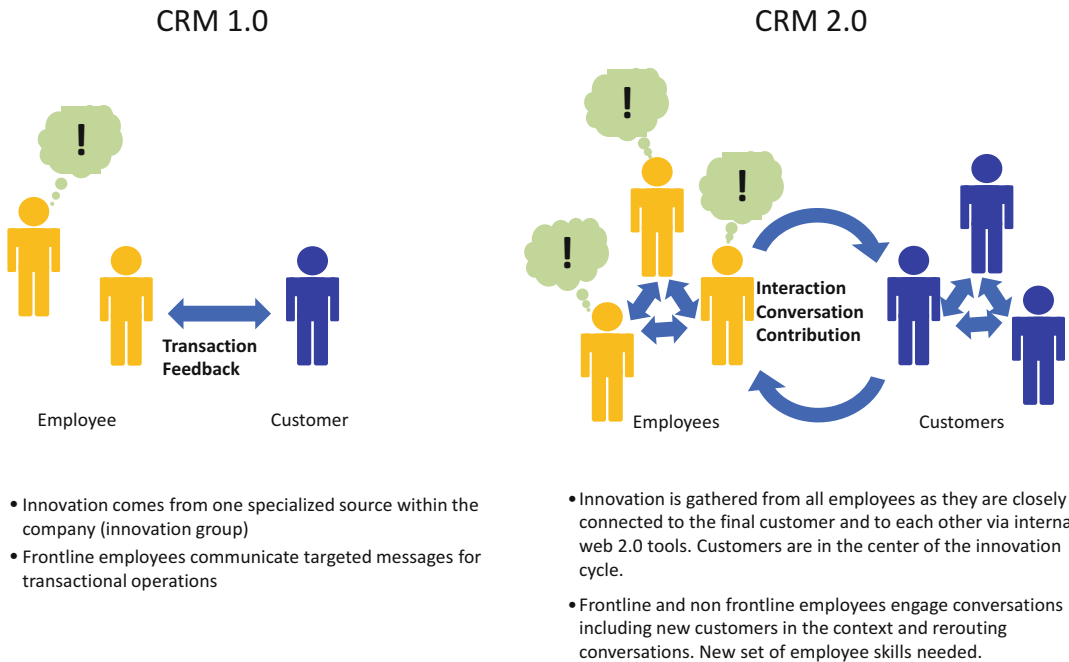 CRM 1.0
!
Transaction
Feedback
Employee
Customer
• Innovation comes from one specialized source within the
company (innovation group)
• Frontline employees communicate targeted messages for
transactional operations
CRM 2.0
!
!
!
Interaction
Conversation
Contribution
Employees
Customers
• Innovation is gathered from all employees as they are closely
connected to the final customer and to each other via interna
web 2.0 tools. Customers are in the center of the innovation
cycle.
• Frontline and non frontline employees engage conversations
including new customers in the context and rerouting
conversations. New set of employee skills needed.